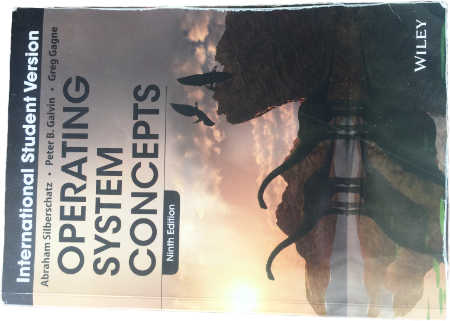 International Student Version
Abraham Silberschatz • Peter B. Galvin • Greg Gagne
OPERATING
SYSTEM
CONCEPTS
Ninth Edition
WILEY